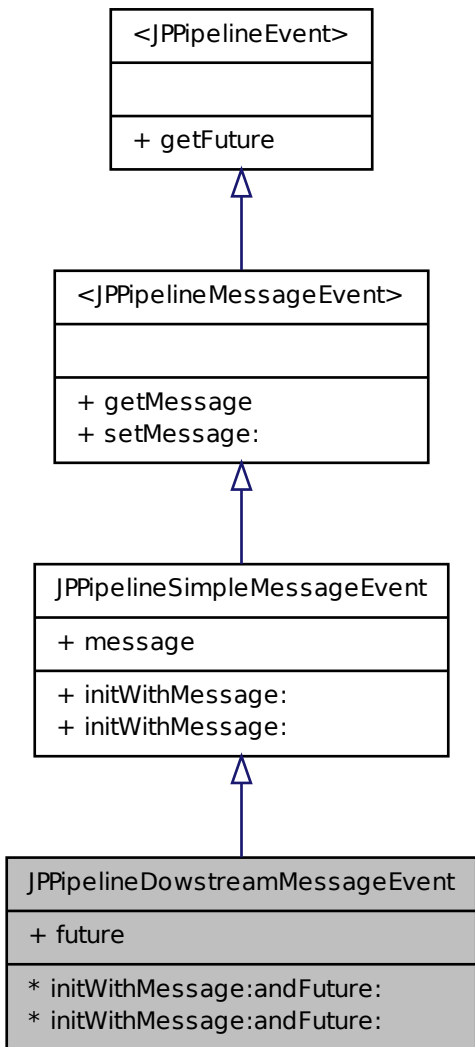 <JPPipelineEvent>
+ getFuture
<JPPipelineMessageEvent>
+ getMessage
+ setMessage:
JPPipelineSimpleMessageEvent
+ message
+ initWithMessage:
+ initWithMessage:
JPPipelineDowstreamMessageEvent
+ future
* initWithMessage:andFuture:
* initWithMessage:andFuture: